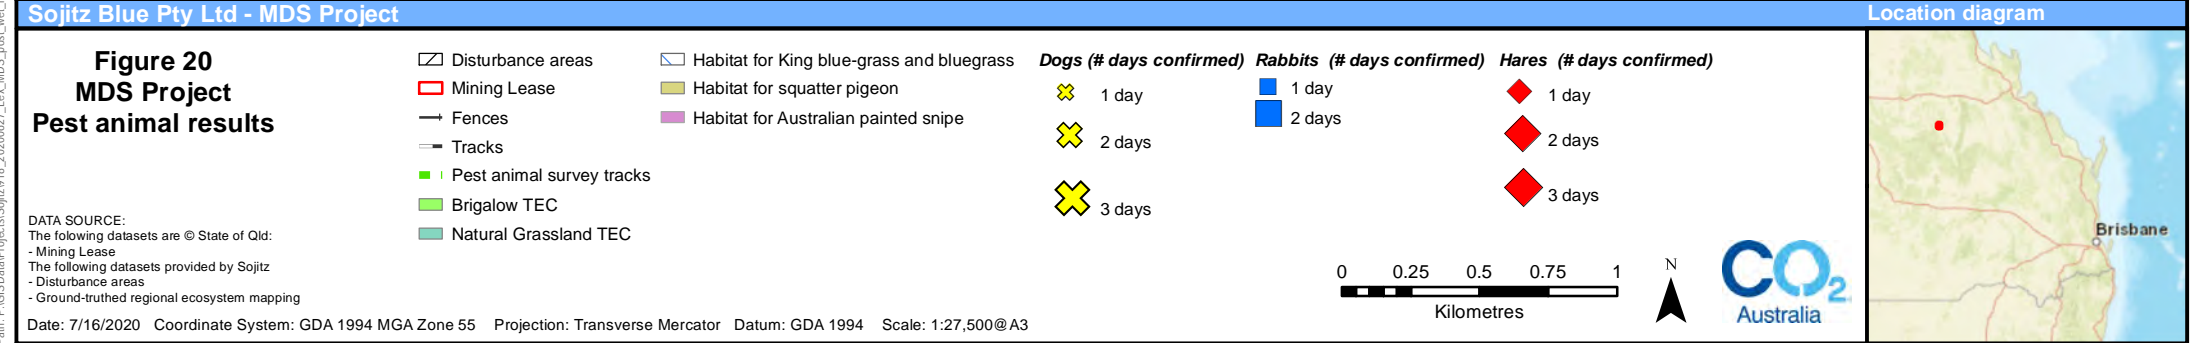 Sojitz Blue Pty Ltd - MDS Project
Location diagram
Figure 20
MDS Project
Pest animal results
DATA SOURCE:
The folowing datasets are © State of Qld:
- Mining Lease
The following datasets provided by Sojitz
- Disturbance areas
- Ground-truthed regional ecosystem mapping
Disturbance areas
Mining Lease
Fences
Tracks
Pest animal survey tracks
Brigalow TEC
Natural Grassland TEC
Habitat for King blue-grass and bluegrass
Habitat for squatter pigeon
Habitat for Australian painted snipe
Dogs (# days confirmed)
1 day
2 days
3 days
Rabbits (# days confirmed)
1 day
2 days
Hares (# days confirmed)
1 day
2 days
3 days
0 0.25 0.5 0.75 1
Kilometres
N
CO2
Australia
Brisbane
Date: 7/16/2020 Coordinate System: GDA 1994 MGA Zone 55 Projection: Transverse Mercator Datum: GDA 1994 Scale: 1:27,500@A3